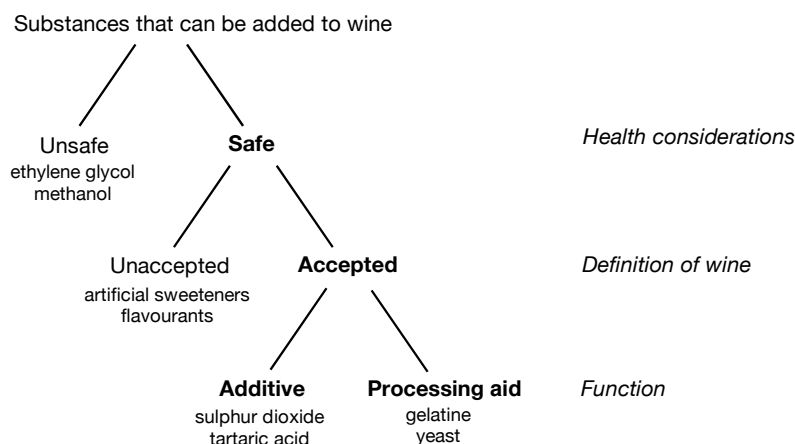 Substances that can be added to wine
Unsafe
ethylene glycol
methanol
Safe
Health considerations
Unaccepted
artificial sweeteners
flavourants
Accepted
Definition of wine
Additive
sulphur dioxide
tartaric acid
Processing aid
gelatine
yeast
Function